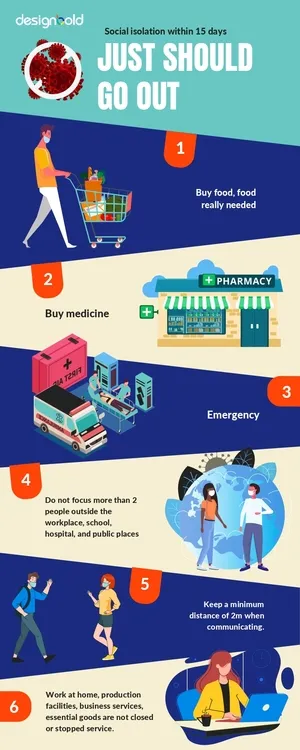 designbold
Social isolation within 15 days
JUST SHOULD
GO OUT
1
Buy food, food
really needed
2
Buy medicine
PHARMACY
FIRST AID
3
Emergency
4
Do not focus more than 2
people outside the
workplace, school,
hospital, and public places
5
Keep a minimum
distance of 2m when
communicating.
6
Work at home, production
facilities, business services,
essential goods are not closed
or stopped service.